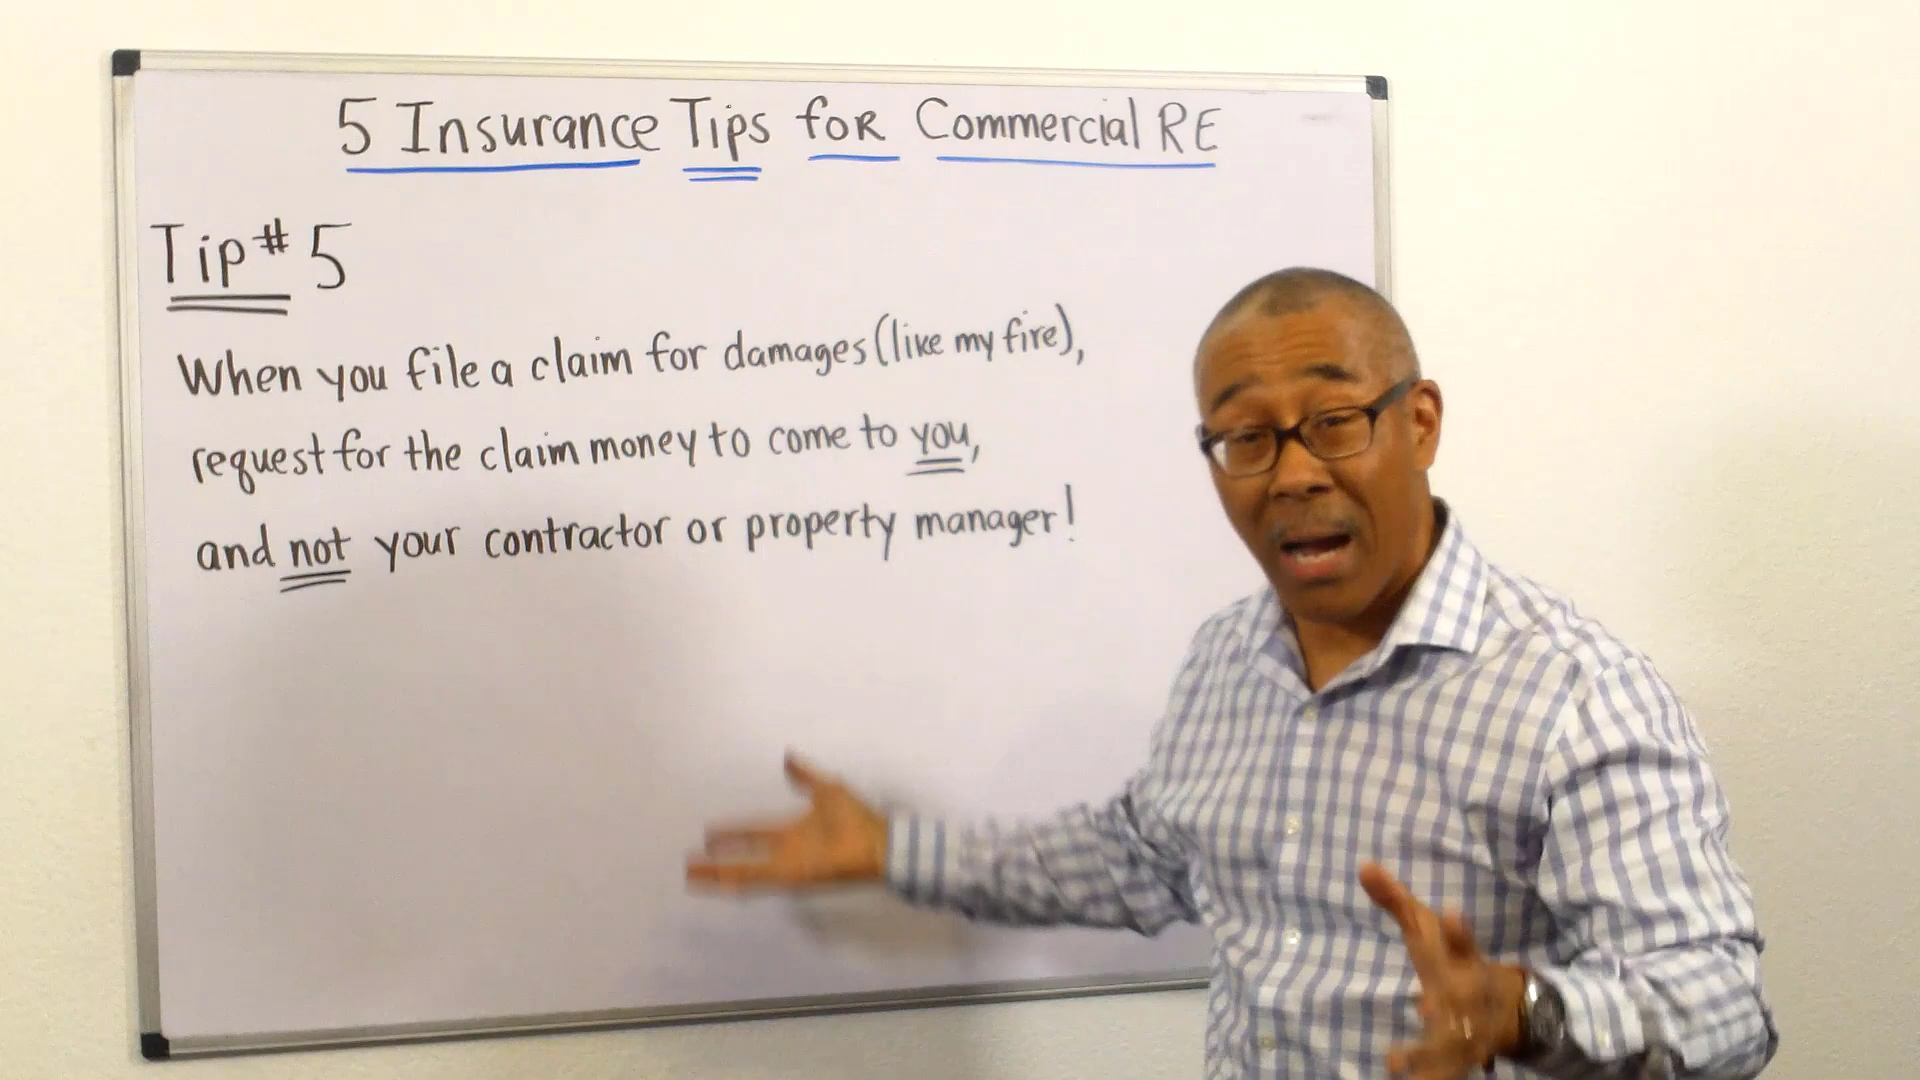 5 Insurance Tips for Commercial RE
Tip # 5
When you file a claim for damages (like my fire),
request for the claim money to come to you,
and not your contractor or property manager!